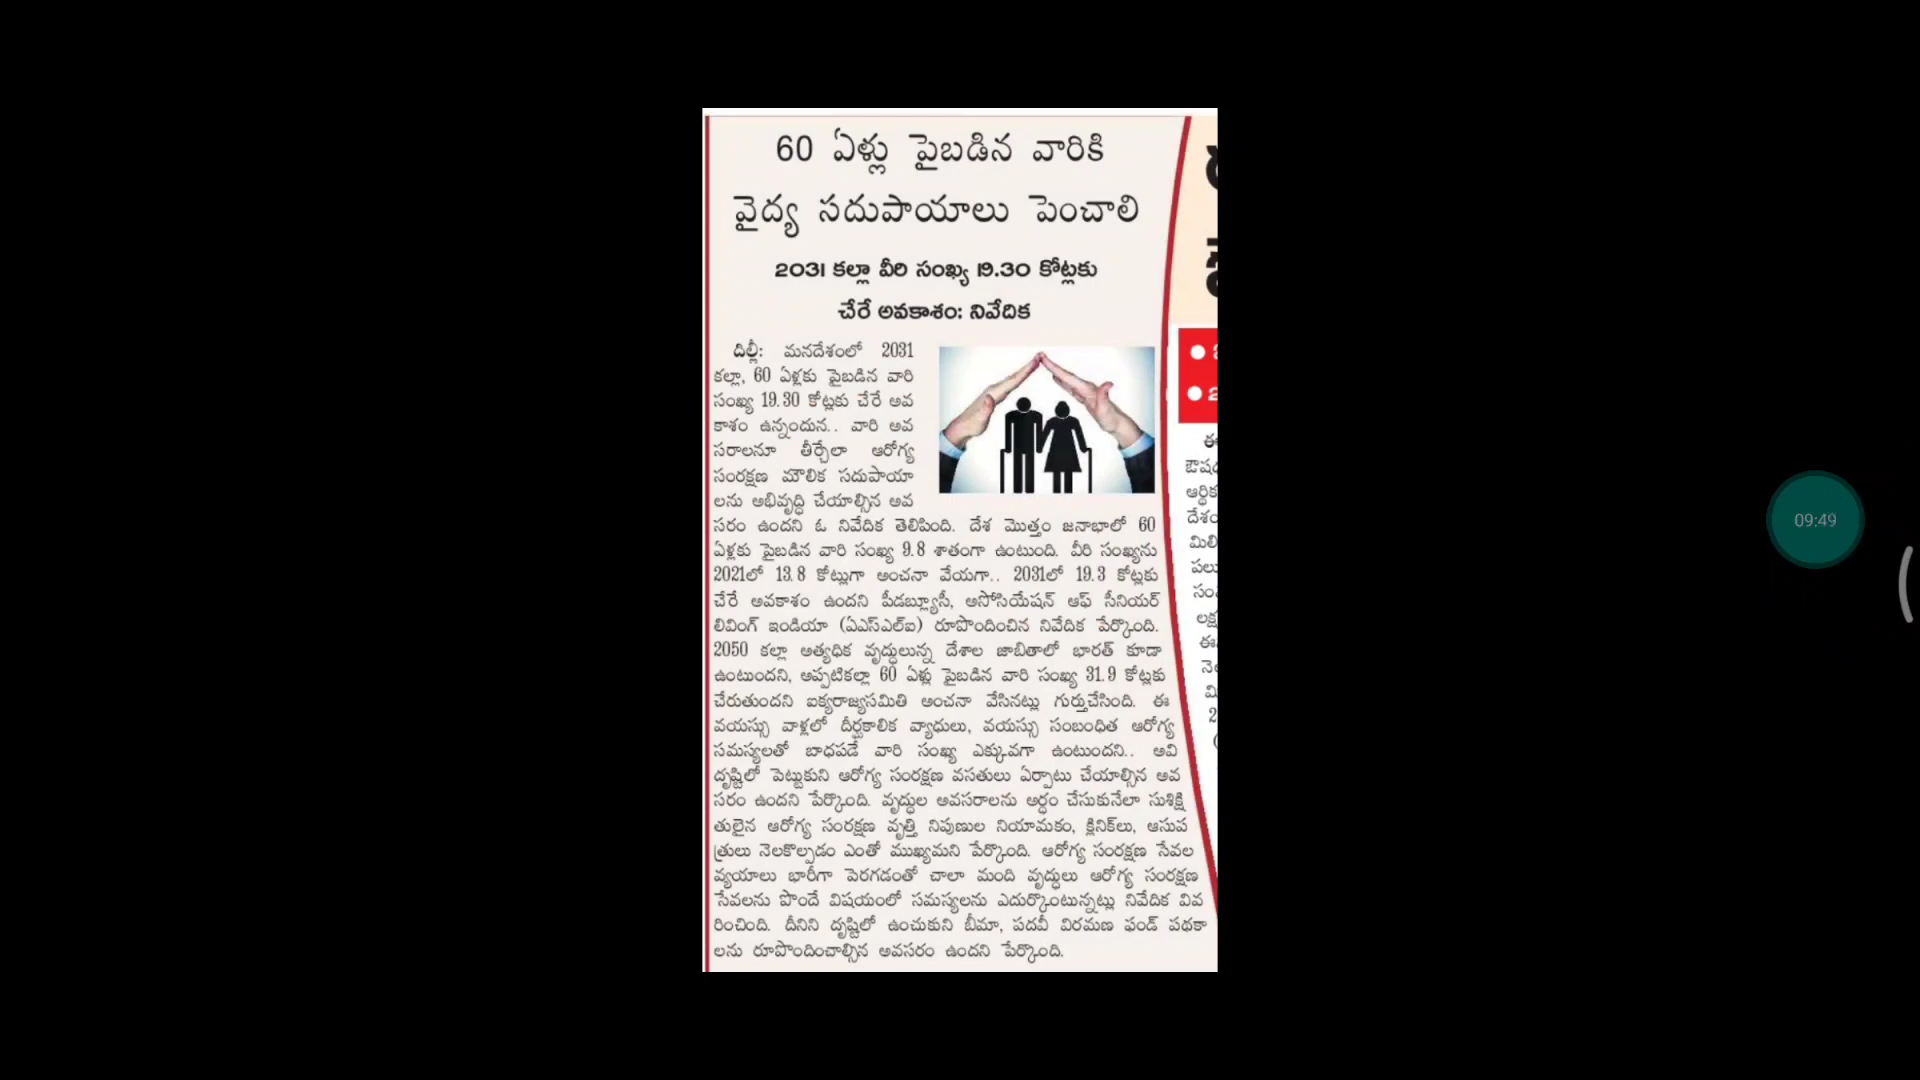 60 ఏళ్లు పైబడిన వారికి
వైద్య సదుపాయాలు పెంచాలి
2031 కల్లా వీరి సంఖ్య 19.30 కోట్లకు
చేరే అవకాశం: నివేదిక
దిల్లీ: మనదేశంలో 2031
కల్లా, 60 ఏళ్లకు పైబడిన వారి
సంఖ్య 19.30 కోట్లకు చేరే అవ
కాశం ఉన్నందున.. వారి అవ
సరాలనూ తీర్చేలా ఆరోగ్య
సంరక్షణ మౌలిక సదుపాయా
లను అభివృద్ధి చేయాల్సిన అవ
సరం ఉందని ఓ నివేదిక తెలిపింది. దేశ మొత్తం జనాభాలో 60
ఏళ్లకు పైబడిన వారి సంఖ్య 9.8 శాతంగా ఉంటుంది. వీరి సంఖ్యను
2021లో 13.8 కోట్లుగా అంచనా వేయగా.. 2031లో 19.3 కోట్లకు
చేరే అవకాశం ఉందని పీడబ్ల్యూసీ, అసోసియేషన్ ఆఫ్ సీనియర్
లివింగ్ ఇండియా (ఏఎస్ఎల్ఐ) రూపొందించిన నివేదిక పేర్కొంది.
2050 కల్లా అత్యధిక వృద్ధులున్న దేశాల జాబితాలో భారత్ కూడా
ఉంటుందని, అప్పటికల్లా 60 ఏళ్లు పైబడిన వారి సంఖ్య 31.9 కోట్లకు
చేరుతుందని ఐక్యరాజ్యసమితి అంచనా వేసినట్లు గుర్తుచేసింది. ఈ
వయస్సు వాళ్లలో దీర్ఘకాలిక వ్యాధులు, వయస్సు సంబంధిత ఆరోగ్య
సమస్యలతో బాధపడే వారి సంఖ్య ఎక్కువగా ఉంటుందని.. అవి
దృష్టిలో పెట్టుకుని ఆరోగ్య సంరక్షణ వసతులు ఏర్పాటు చేయాల్సిన అవ
సరం ఉందని పేర్కొంది. వృద్ధుల అవసరాలను అర్థం చేసుకునేలా సుశిక్షి
తులైన ఆరోగ్య సంరక్షణ వృత్తి నిపుణుల నియామకం, క్లినిక్‌లు, ఆసుప
త్రులు నెలకొల్పడం ఎంతో ముఖ్యమని పేర్కొంది. ఆరోగ్య సంరక్షణ సేవల
వ్యయాలు భారీగా పెరగడంతో చాలా మంది వృద్ధులు ఆరోగ్య సంరక్షణ
సేవలను పొందే విషయంలో సమస్యలను ఎదుర్కొంటున్నట్లు నివేదిక వివ
రించింది. దీనిని దృష్టిలో ఉంచుకుని బీమా, పదవీ విరమణ ఫండ్ పథకా
లను రూపొందించాల్సిన అవసరం ఉందని పేర్కొంది.
09:49